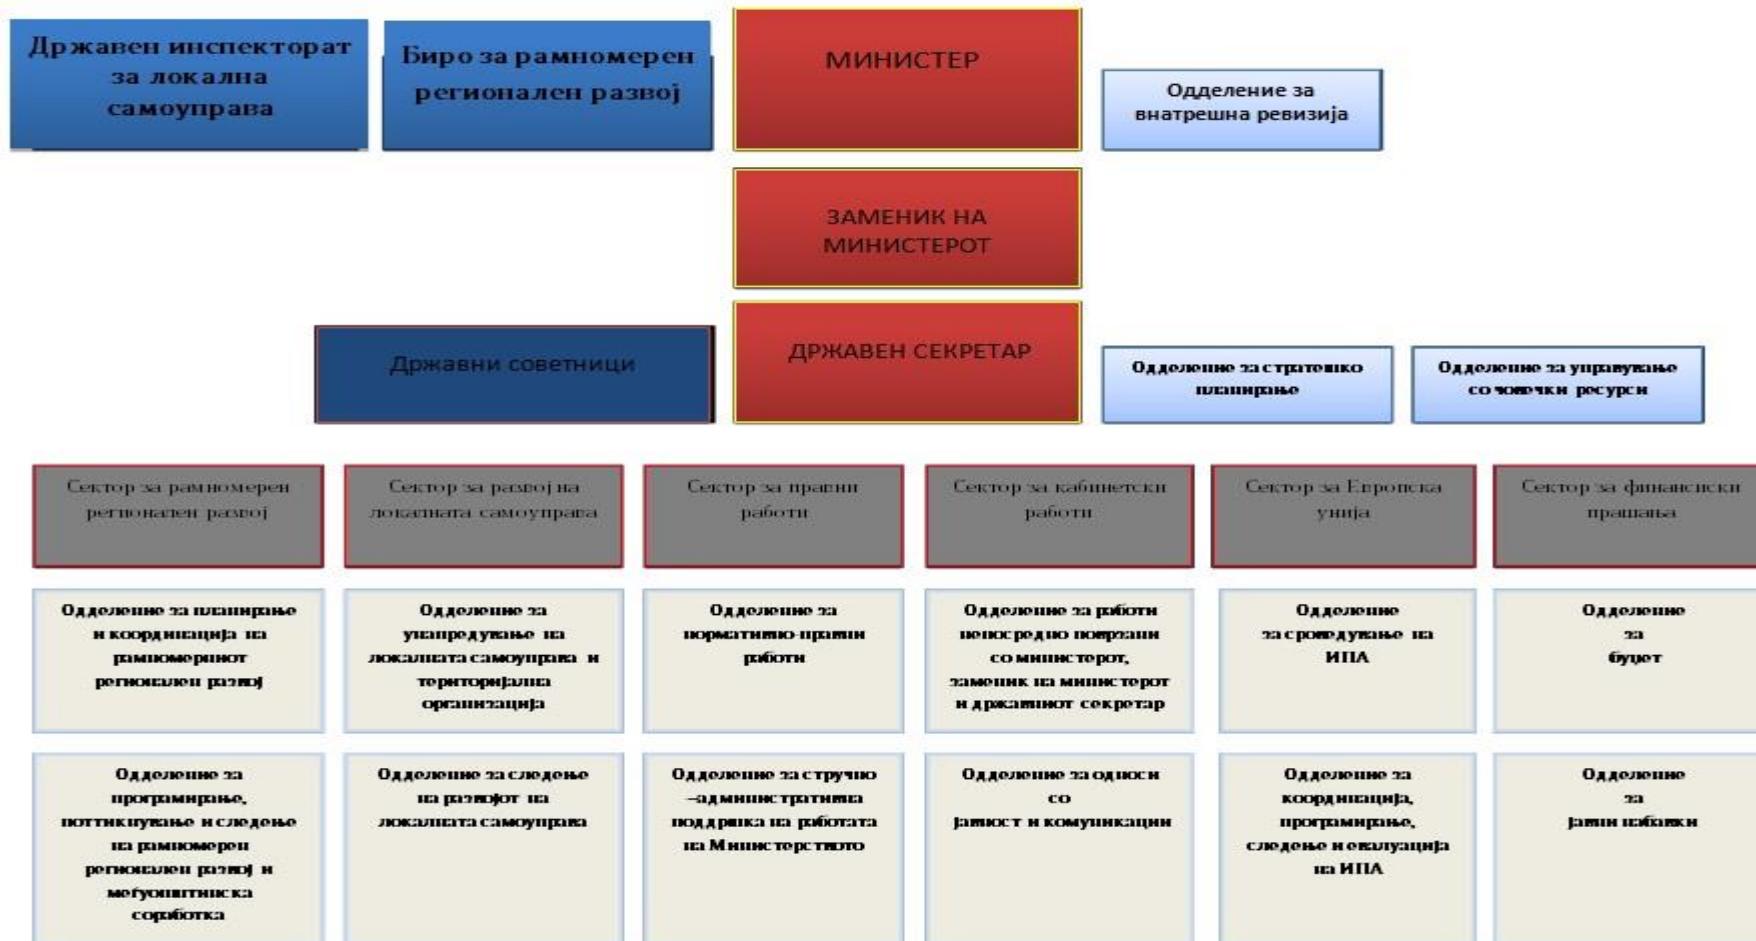 Државен инспекторат
за локална
самоуправа
Биро за рамномерен
регионален развој
МИНИСТЕР
Одделение за
внатрешна ревизија
ЗАМЕНИК НА
МИНИСТЕРОТ
Државни советници
ДРЖАВЕН СЕКРЕТАР
Одделение за стратешко
планирање
Одделение за управување
со човечки ресурси
Сектор за рамномерен
регионален развој
Сектор за развој на
локалната самоуправа
Сектор за правни
работи
Сектор за кабинетски
работи
Сектор за Европска
унија
Сектор за финансиски
прашања
Одделение за планирање
и координација на
рамномерниот
регионален развој
Одделение за
унапредување на
локалната самоуправа и
територијална
организација
Одделение за
нормативно-правни
работи
Одделение за работи
непосредно поврзани
со министерот,
заменик на министерот
и државниот секретар
Одделение
за спроведување на
ИПА
Одделение
за
буџет
Одделение за
програмирање,
поттикнување и следење
на рамномерен
регионален развој и
меѓуопштинска
соработка
Одделение за следење
на развојот на
локалната самоуправа
Одделение за стручно
–административна
поддршка на работата
на Министерството
Одделение за односи
со
јавност и комуникации
Одделение за
координација,
програмирање,
следење и евалуација
на ИПА
Одделение
за
јавни набавки